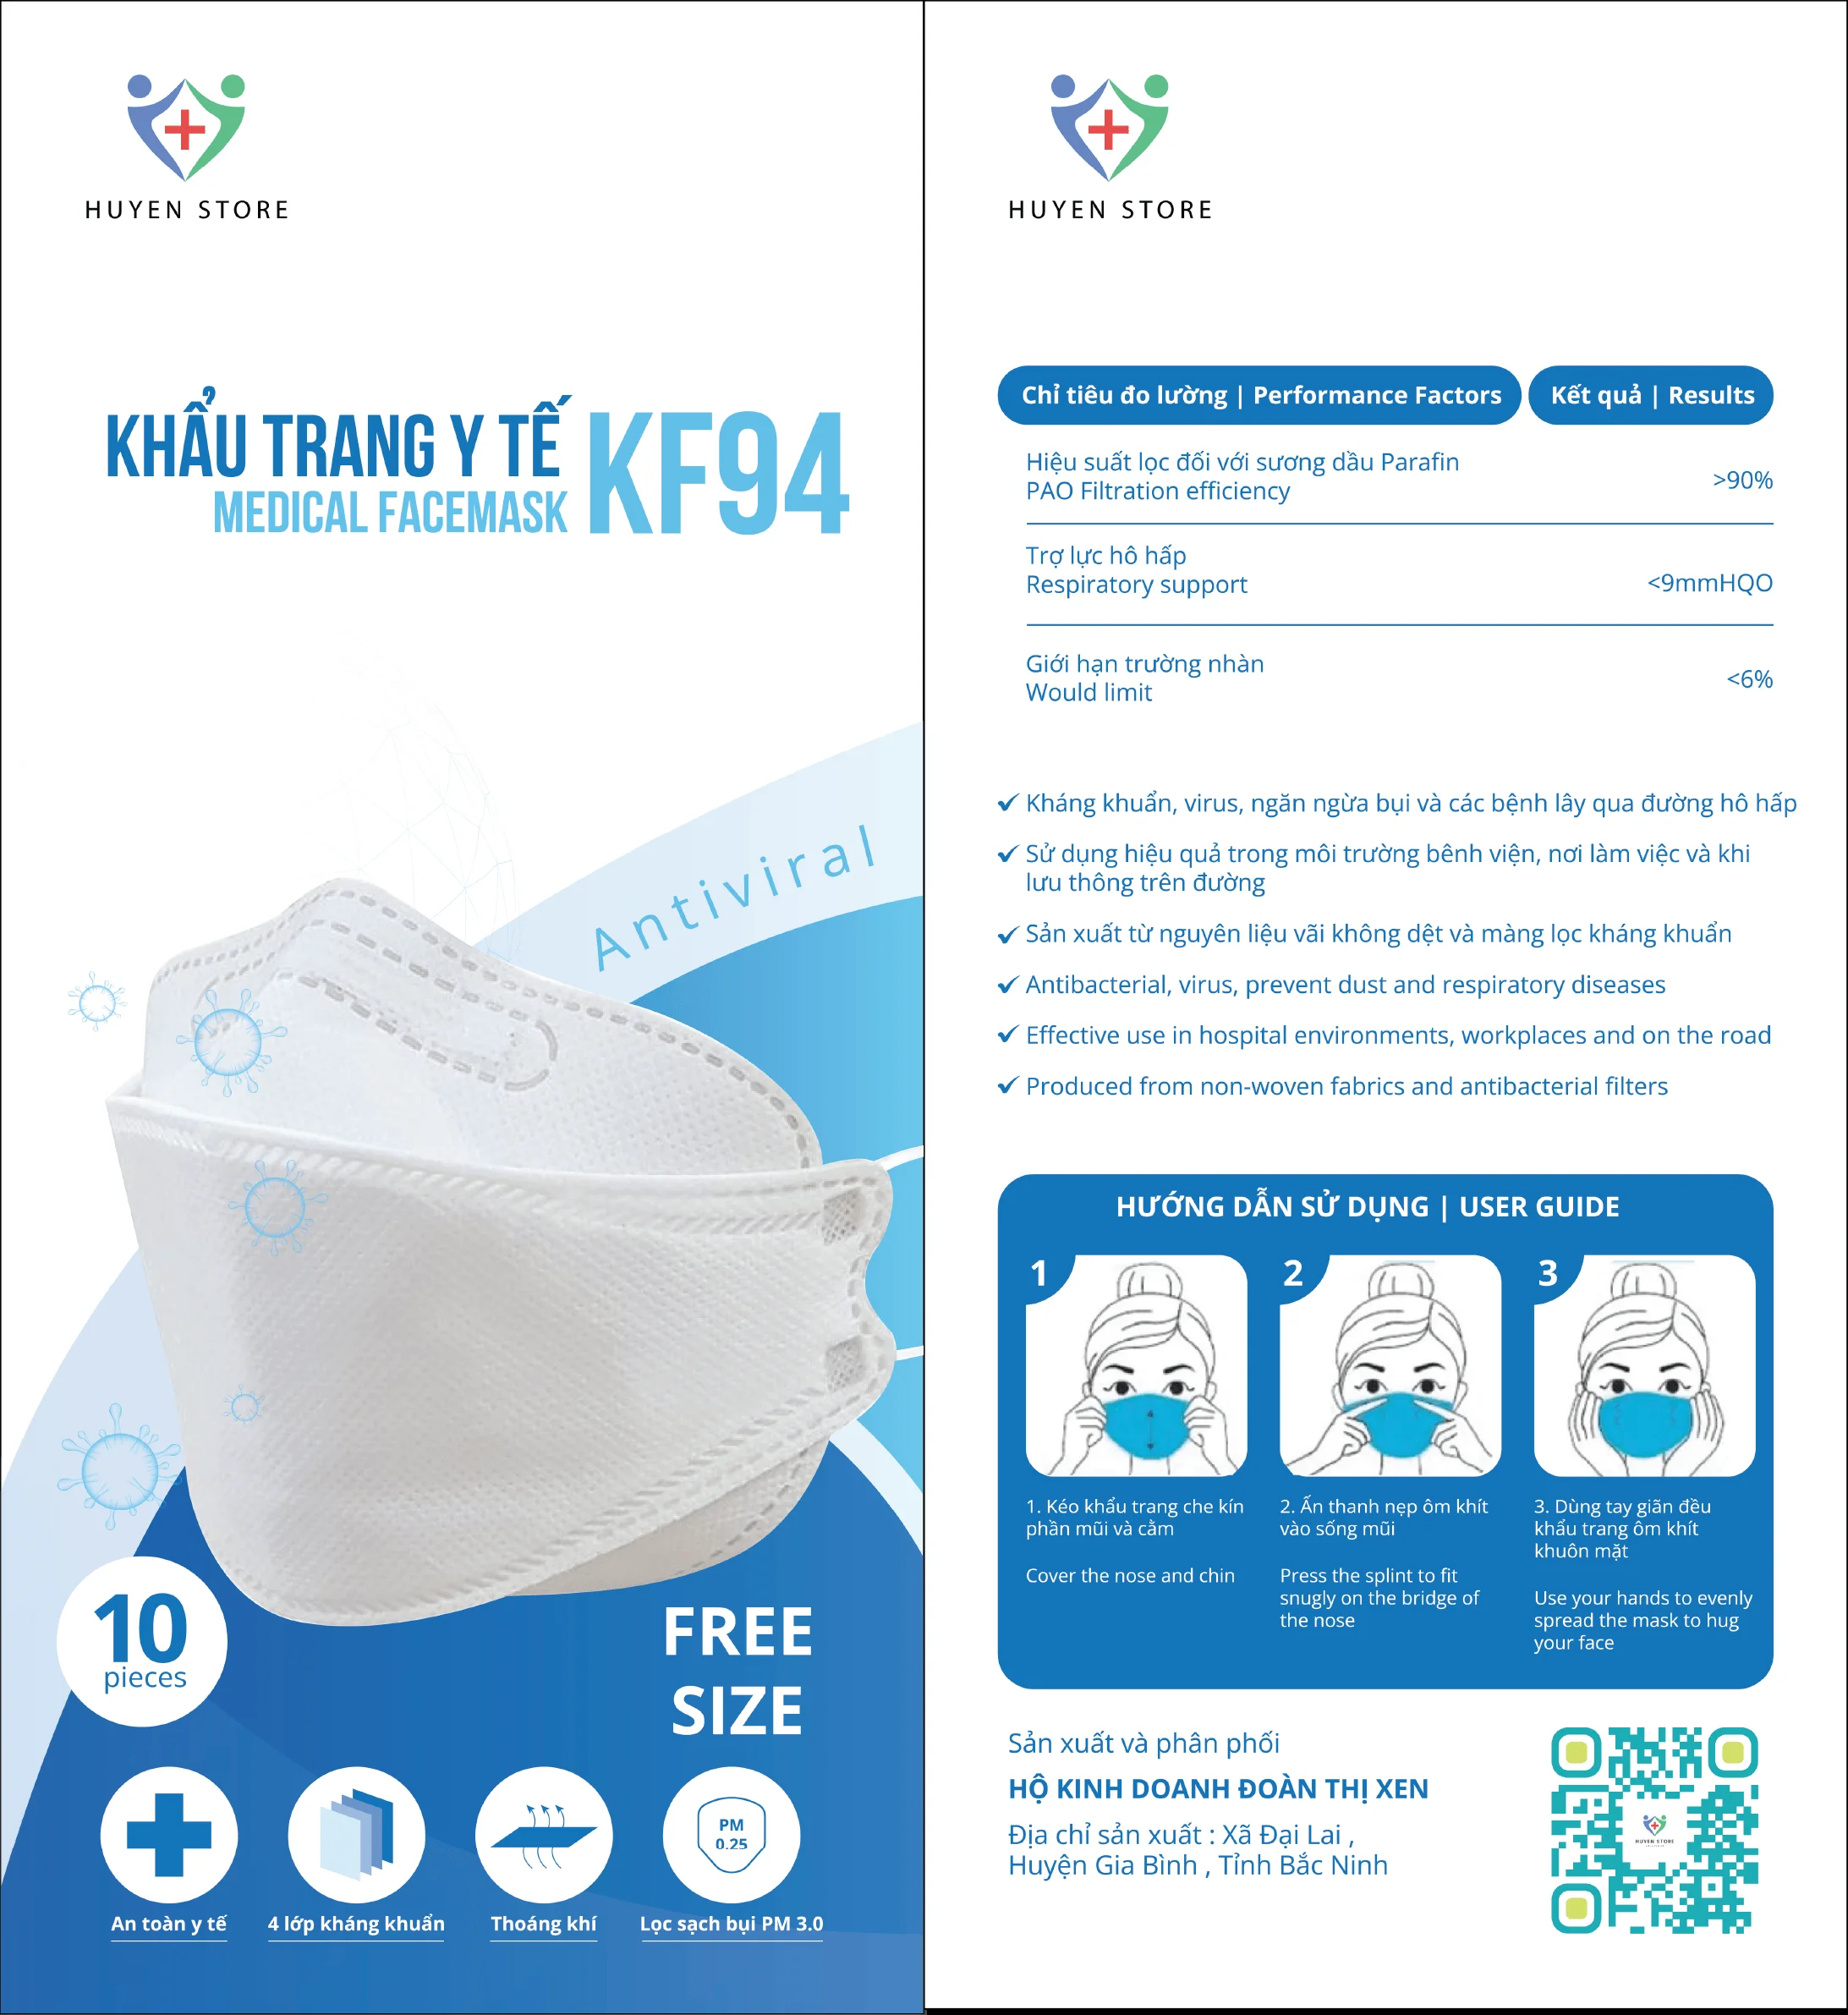 HUYEN STORE
KHẨU TRANG Y TẾ
MEDICAL FACEMASK
KF94
Antiviral
10
pieces
FREE
SIZE
PM
0.25
An toàn y tế
4 lớp kháng khuẩn
Thoáng khí
Lọc sạch bụi PM 3.0
HUYEN STORE
Chỉ tiêu đo lường | Performance Factors
Kết quả | Results
Hiệu suất lọc đối với sương dầu Parafin
PAO Filtration efficiency
>90%
Trợ lực hô hấp
Respiratory support
<9mmHQO
Giới hạn trường nhàn
Would limit
<6%
Kháng khuẩn, virus, ngăn ngừa bụi và các bệnh lây qua đường hô hấp
Sử dụng hiệu quả trong môi trường bênh viện, nơi làm việc và khi
lưu thông trên đường
Sản xuất từ nguyên liệu vãi không dệt và màng lọc kháng khuẩn
Antibacterial, virus, prevent dust and respiratory diseases
Effective use in hospital environments, workplaces and on the road
Produced from non-woven fabrics and antibacterial filters
HƯỚNG DẪN SỬ DỤNG | USER GUIDE
1
2
3
1. Kéo khẩu trang che kín
phần mũi và cằm
Cover the nose and chin
2. Ấn thanh nẹp ôm khít
vào sống mũi
Press the splint to fit
snugly on the bridge of
the nose
3. Dùng tay giãn đều
khẩu trang ôm khít
khuôn mặt
Use your hands to evenly
spread the mask to hug
your face
Sản xuất và phân phối
HỘ KINH DOANH ĐOÀN THỊ XEN
Địa chỉ sản xuất : Xã Đại Lai ,
Huyện Gia Bình , Tỉnh Bắc Ninh
HUYEN STORE